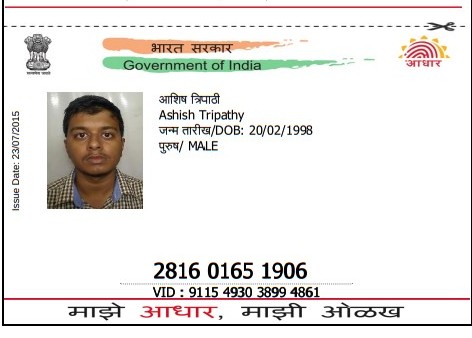 भारत सरकार
Government of India
आधार
Issue Date: 23/07/2015
आशिष त्रिपाठी
Ashish Tripathy
जन्म तारीख/DOB: 20/02/1998
पुरुष/ MALE
2816 0165 1906
VID : 9115 4930 3899 4861
माझे आधार, माझी ओळख